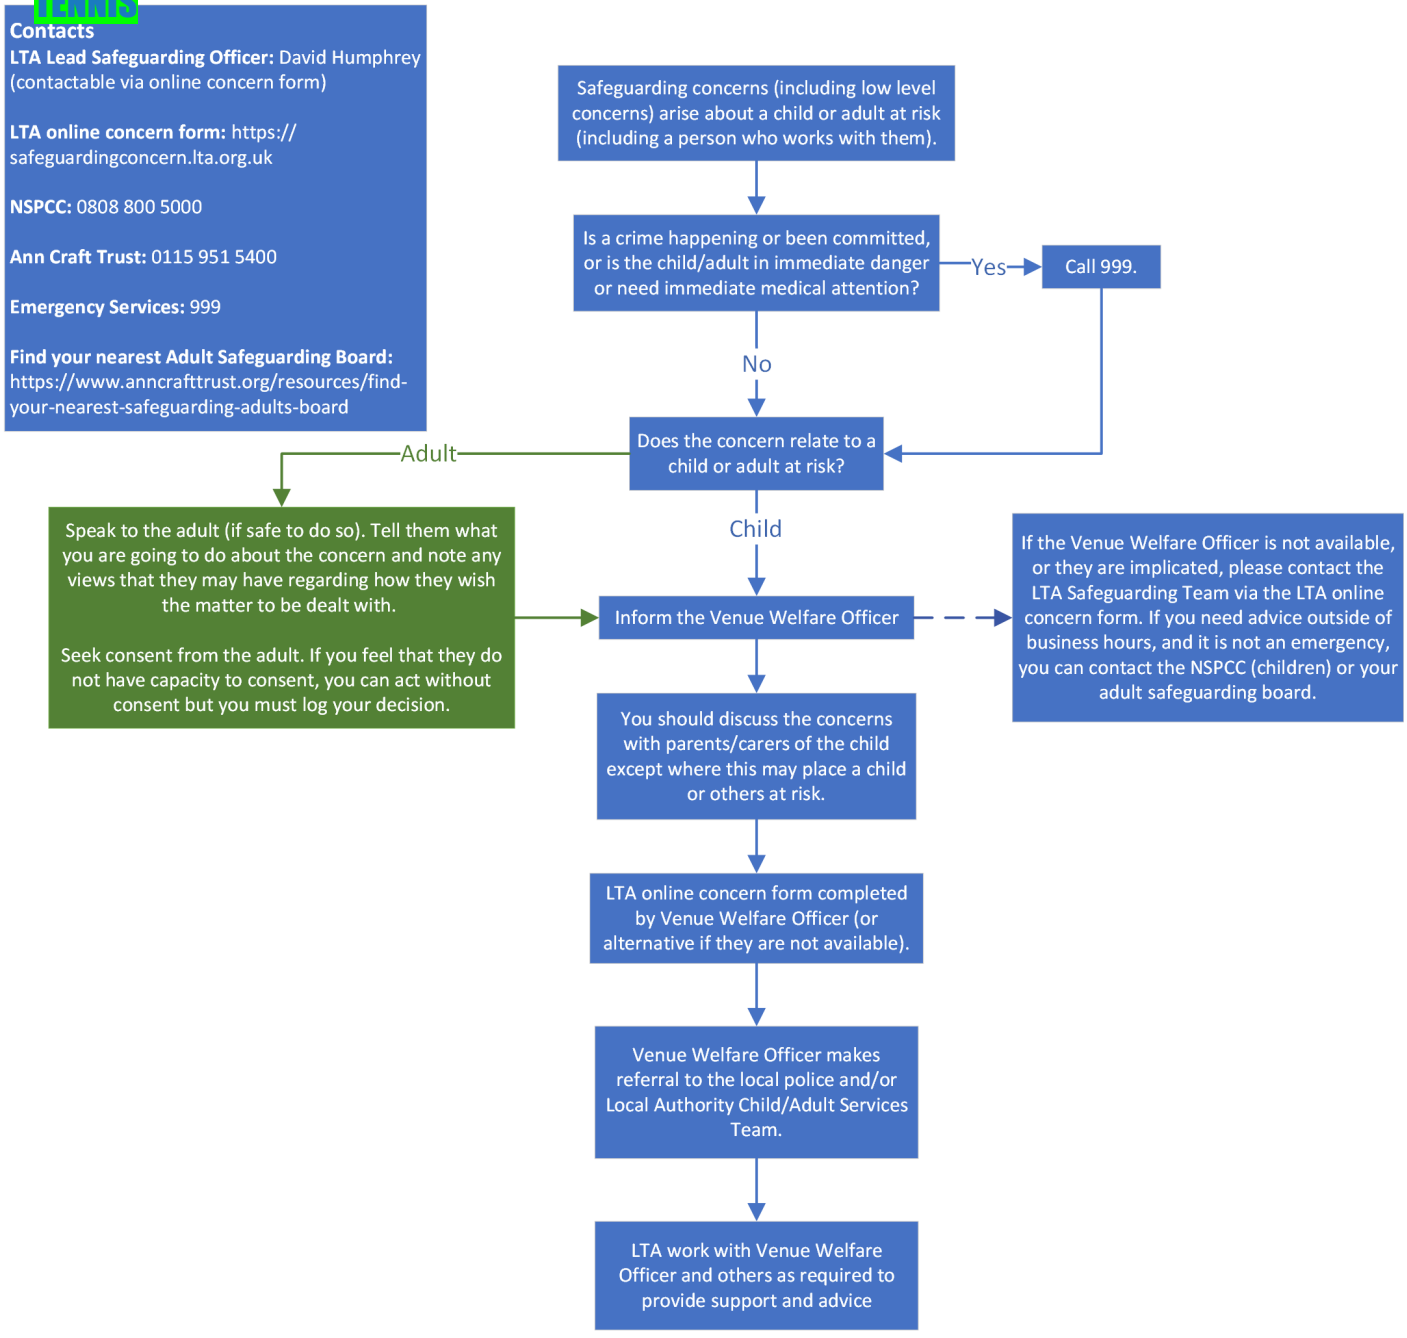 TENNIS
Contacts
LTA Lead Safeguarding Officer: David Humphrey
(contactable via online concern form)
LTA online concern form: https://
safeguardingconcern.lta.org.uk
NSPCC: 0808 800 5000
Ann Craft Trust: 0115 951 5400
Emergency Services: 999
Find your nearest Adult Safeguarding Board:
https://www.anncrafttrust.org/resources/find-
your-nearest-safeguarding-adults-board
Safeguarding concerns (including low level
concerns) arise about a child or adult at risk
(including a person who works with them).
Is a crime happening or been committed,
or is the child/adult in immediate danger
or need immediate medical attention?
Yes
Call 999.
No
Does the concern relate to a
child or adult at risk?
Adult
Child
Speak to the adult (if safe to do so). Tell them what
you are going to do about the concern and note any
views that they may have regarding how they wish
the matter to be dealt with.
Seek consent from the adult. If you feel that they do
not have capacity to consent, you can act without
consent but you must log your decision.
Inform the Venue Welfare Officer
If the Venue Welfare Officer is not available,
or they are implicated, please contact the
LTA Safeguarding Team via the LTA online
concern form. If you need advice outside of
business hours, and it is not an emergency,
you can contact the NSPCC (children) or your
adult safeguarding board.
You should discuss the concerns
with parents/carers of the child
except where this may place a child
or others at risk.
LTA online concern form completed
by Venue Welfare Officer (or
alternative if they are not available).
Venue Welfare Officer makes
referral to the local police and/or
Local Authority Child/Adult Services
Team.
LTA work with Venue Welfare
Officer and others as required to
provide support and advice